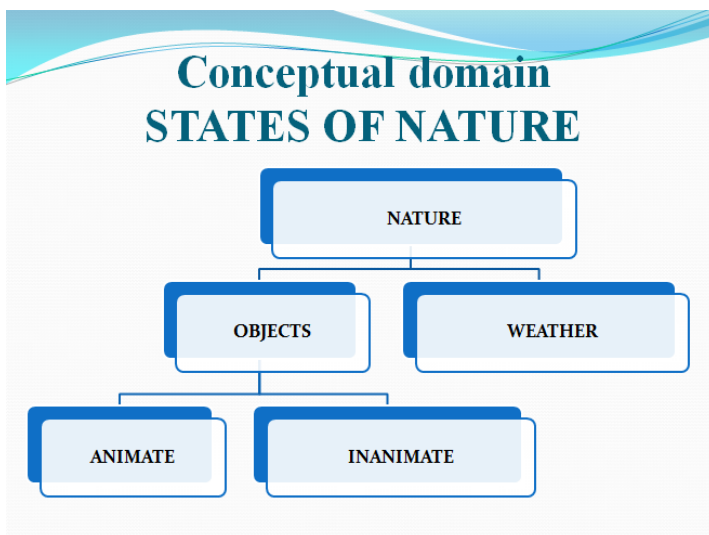 Conceptual domain
STATES OF NATURE
NATURE
OBJECTS
WEATHER
ANIMATE
INANIMATE